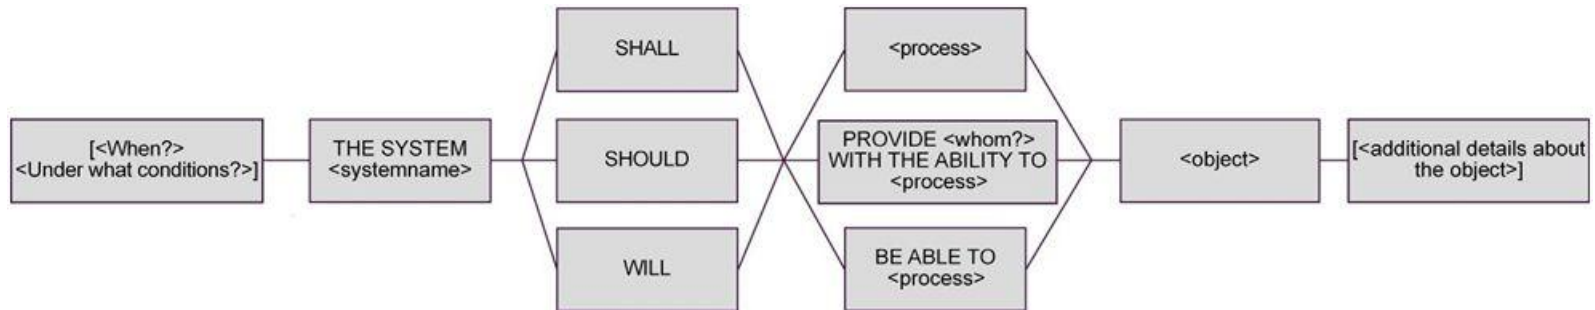 [<When?>
<Under what conditions?>]
THE SYSTEM
<systemname>
SHALL
SHOULD
WILL
<process>
PROVIDE <whom?>
WITH THE ABILITY TO
<process>
BE ABLE TO
<process>
<object>
[<additional details about
the object>]